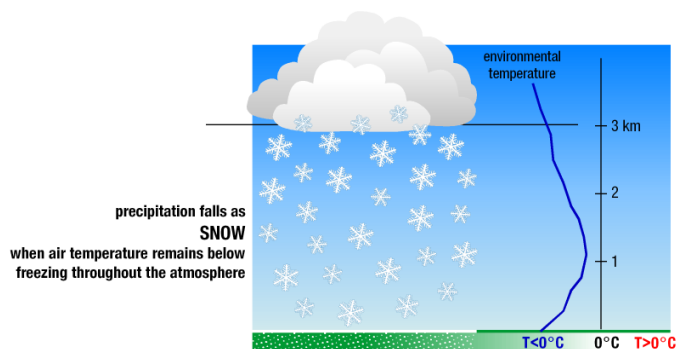 environmental
temperature
3 km
2
precipitation falls as
SNOW
when air temperature remains below
freezing throughout the atmosphere
1
T<0°C 0°C T>0°C